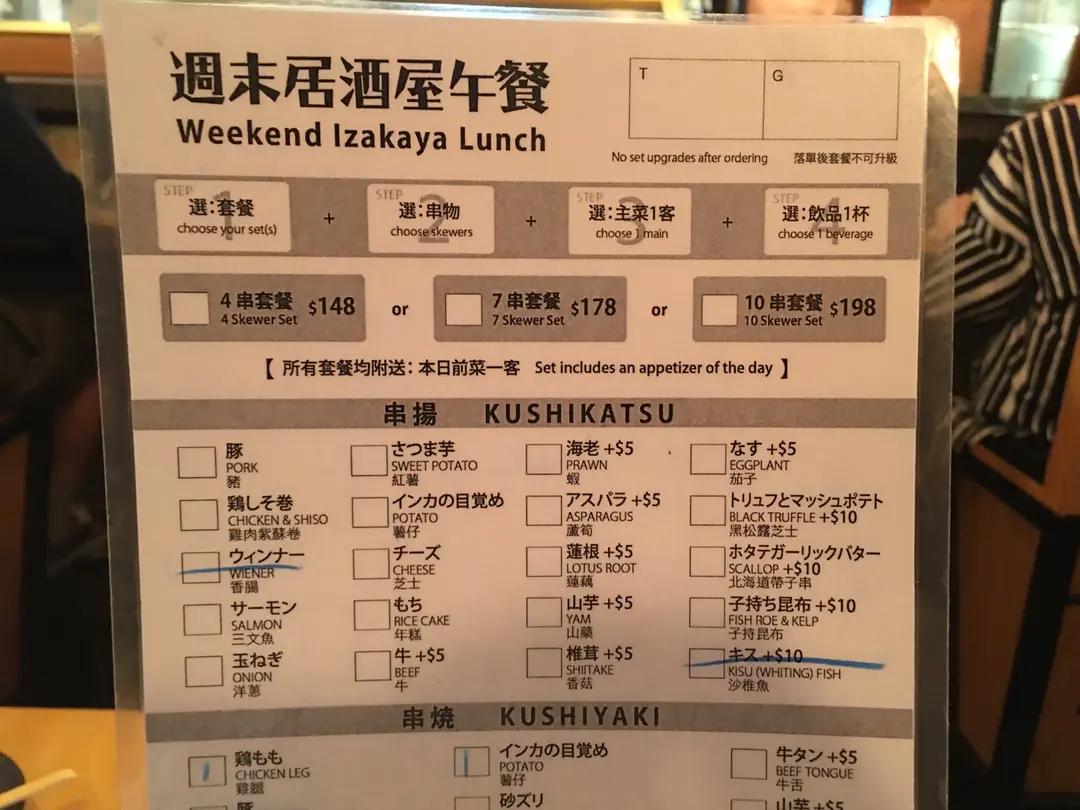 週末居酒屋午餐
Weekend Izakaya Lunch
T
G
No set upgrades after ordering 落單後套餐不可升級
STEP 1
選：套餐
choose your set(s)
+
STEP 2
選：串物
choose skewers
+
STEP 3
選：主菜1客
choose 1 main
+
STEP 4
選：飲品1杯
choose 1 beverage
4 串套餐 $148
4 Skewer Set
or
7 串套餐 $178
7 Skewer Set
or
10 串套餐 $198
10 Skewer Set
【 所有套餐均附送：本日前菜一客 Set includes an appetizer of the day 】
串揚 KUSHIKATSU
豚
PORK
豬
鶏しそ巻
CHICKEN & SHISO
雞肉紫蘇卷
ウィンナー
WIENER
香腸
サーモン
SALMON
三文魚
玉ねぎ
ONION
洋蔥
さつま芋
SWEET POTATO
紅薯
インカの目覚め
POTATO
薯仔
チーズ
CHEESE
芝士
もち
RICE CAKE
年糕
牛 +$5
BEEF
牛
海老 +$5
PRAWN
蝦
アスパラ +$5
ASPARAGUS
蘆筍
蓮根 +$5
LOTUS ROOT
蓮藕
山芋 +$5
YAM
山藥
椎茸 +$5
SHIITAKE
香菇
なす +$5
EGGPLANT
茄子
トリュフとマッシュポテト
BLACK TRUFFLE +$10
黑松露芝士
ホタテガーリックバター
SCALLOP +$10
北海道帶子串
子持ち昆布 +$10
FISH ROE & KELP
子持昆布
キス +$10
KISU (WHITING) FISH
沙椎魚
串焼 KUSHIYAKI
鶏もも
CHICKEN LEG
雞腿
豚
インカの目覚め
POTATO
薯仔
砂ズリ
牛タン +$5
BEEF TONGUE
牛舌
山芋 +$5